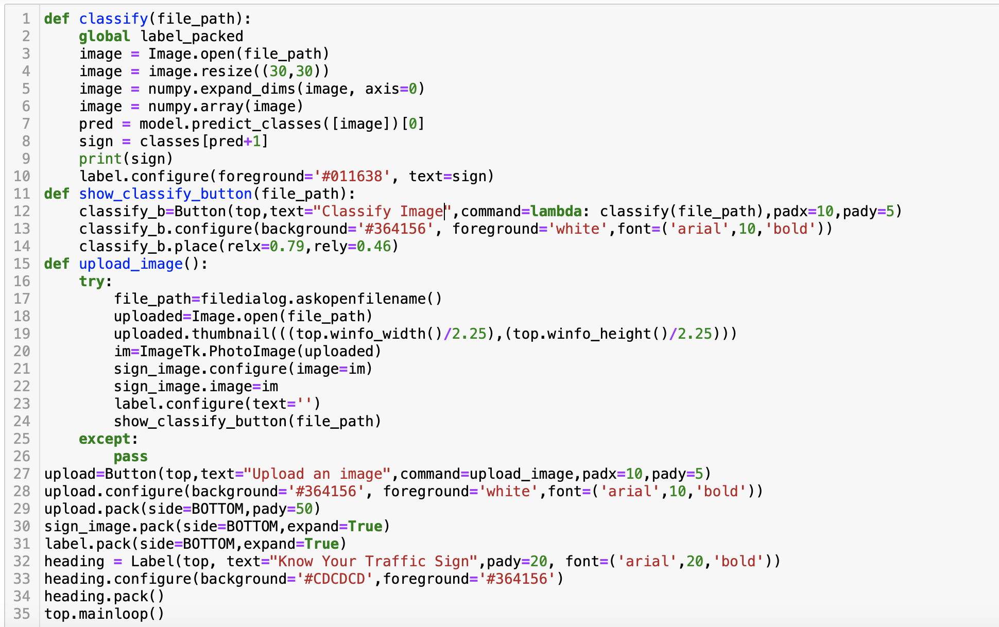 1 def classify(file_path):
2     global label_packed
3     image = Image.open(file_path)
4     image = image.resize((30,30))
5     image = numpy.expand_dims(image, axis=0)
6     image = numpy.array(image)
7     pred = model.predict_classes([image])[0]
8     sign = classes[pred+1]
9     print(sign)
10     label.configure(foreground='#011638', text=sign)
11 def show_classify_button(file_path):
12     classify_b=Button(top,text="Classify Image",command=lambda: classify(file_path),padx=10,pady=5)
13     classify_b.configure(background='#364156', foreground='white',font=('arial',10,'bold'))
14     classify_b.place(relx=0.79,rely=0.46)
15 def upload_image():
16     try:
17         file_path=filedialog.askopenfilename()
18         uploaded=Image.open(file_path)
19         uploaded.thumbnail(((top.winfo_width()/2.25),(top.winfo_height()/2.25)))
20         im=ImageTk.PhotoImage(uploaded)
21         sign_image.configure(image=im)
22         sign_image.image=im
23         label.configure(text='')
24         show_classify_button(file_path)
25     except:
26         pass
27 upload=Button(top,text="Upload an image",command=upload_image,padx=10,pady=5)
28 upload.configure(background='#364156', foreground='white',font=('arial',10,'bold'))
29 upload.pack(side=BOTTOM,pady=50)
30 sign_image.pack(side=BOTTOM,expand=True)
31 label.pack(side=BOTTOM,expand=True)
32 heading = Label(top, text="Know Your Traffic Sign",pady=20, font=('arial',20,'bold'))
33 heading.configure(background='#CDCDCD',foreground='#364156')
34 heading.pack()
35 top.mainloop()